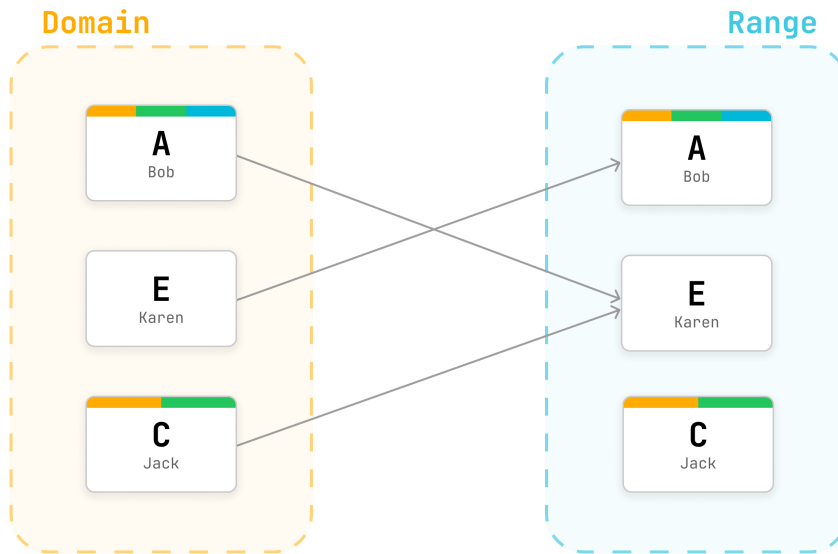 Domain
Range
A
Bob
A
Bob
E
Karen
E
Karen
C
Jack
C
Jack